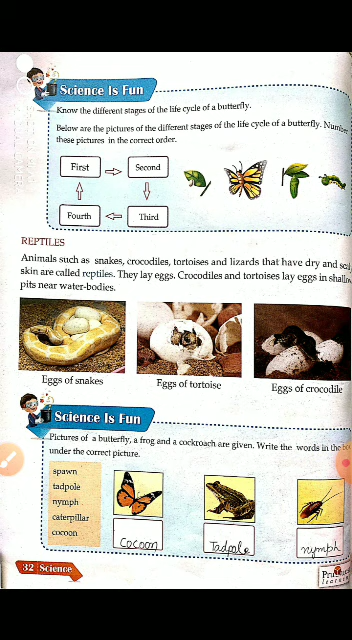 Science Is Fun
Know the different stages of the life cycle of a butterfly.
Below are the pictures of the different stages of the life cycle of a butterfly. Number
these pictures in the correct order.
First Second
Fourth Third
REPTILES
Animals such as snakes, crocodiles, tortoises and lizards that have dry and
skin are called reptiles. They lay eggs. Crocodiles and tortoises lay eggs in shallow
pits near water-bodies.
Eggs of snakes Eggs of tortoise Eggs of crocodile
Science Is Fun
Pictures of a butterfly, a frog and a cockroach are given. Write the words in the
under the correct picture.
spawn
tadpole
nymph
caterpillar
cocoon
Cocoon Tadpole nymph
32 Science